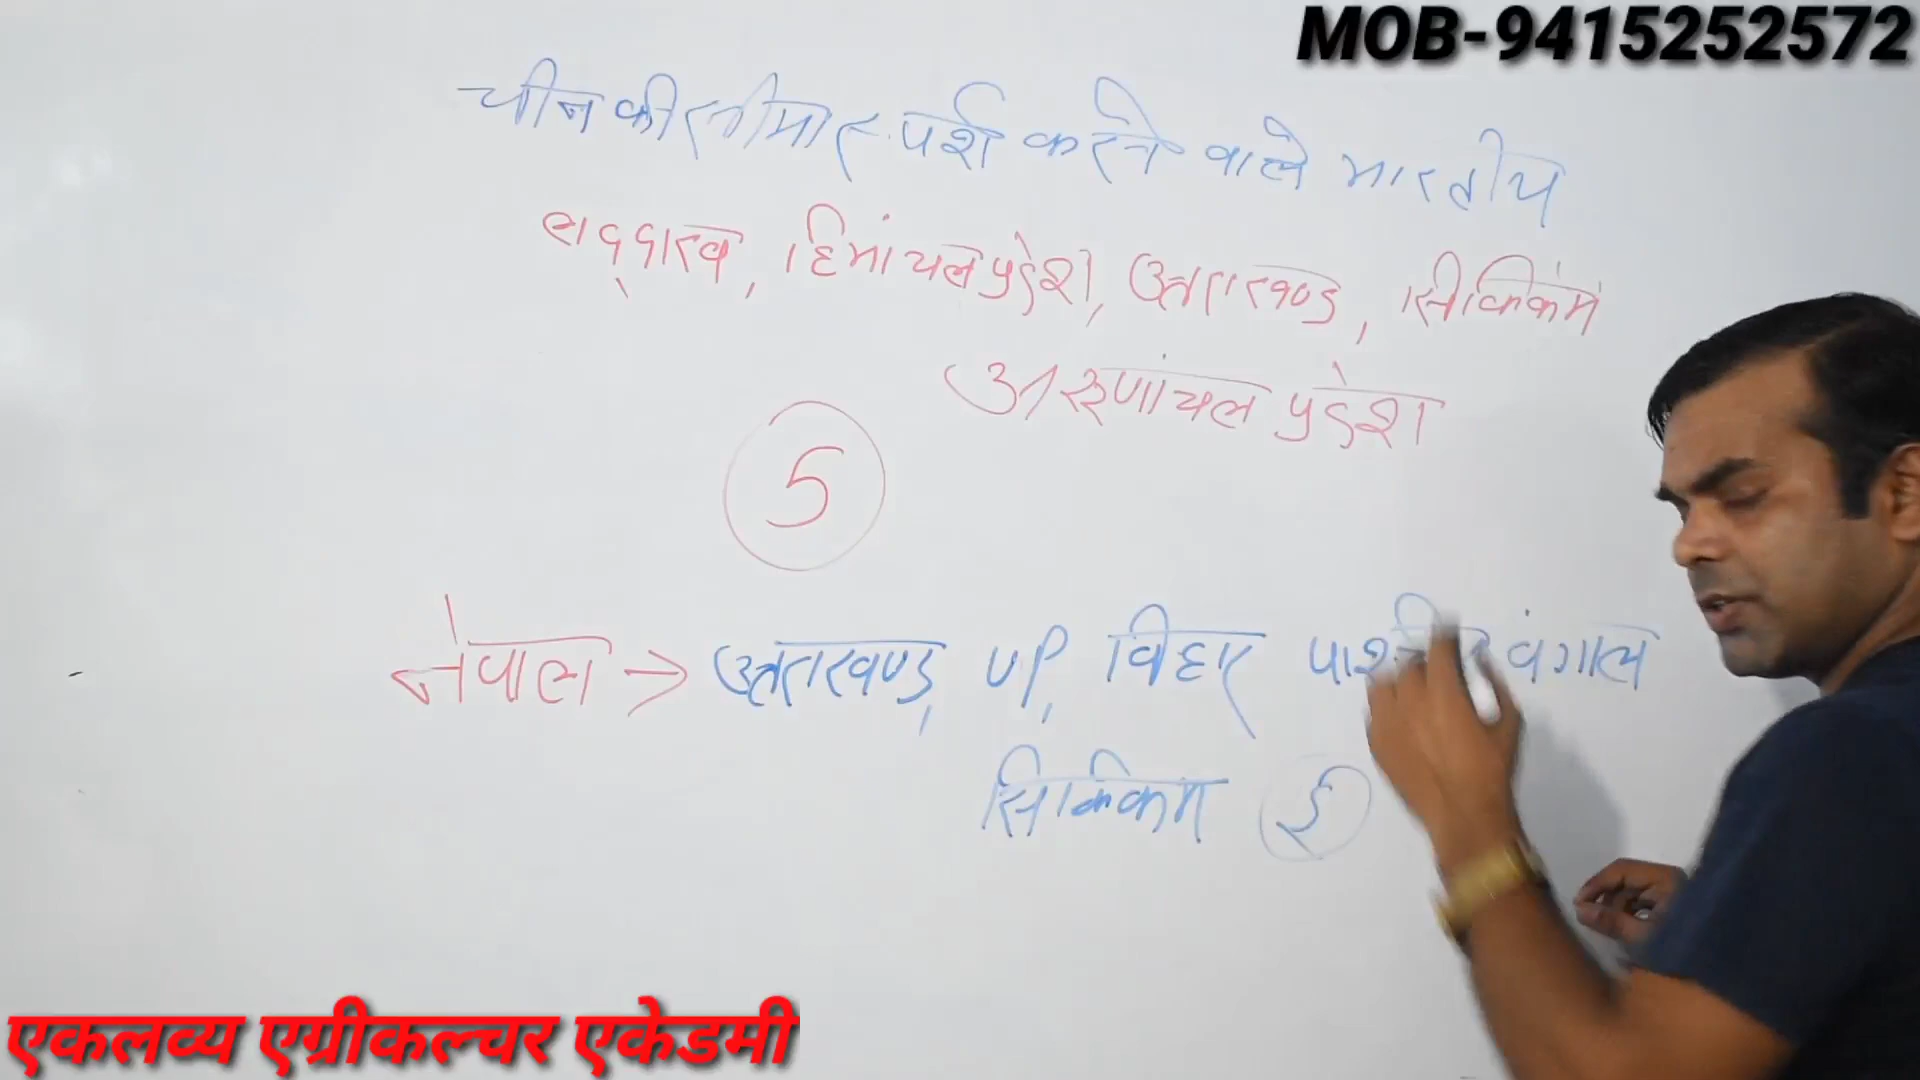 MOB-9415252572
चीन की सीमा स्पर्श करने वाले भारतीय
लद्दाख, हिमांचल प्रदेश, उत्तराखण्ड, सिक्किम
अरूणांचल प्रदेश
5
नेपाल → उत्तराखण्ड, UP, विहार पश्चिम वंगाल
सिक्किम
एकलव्य एग्रीकल्चर एकेडमी